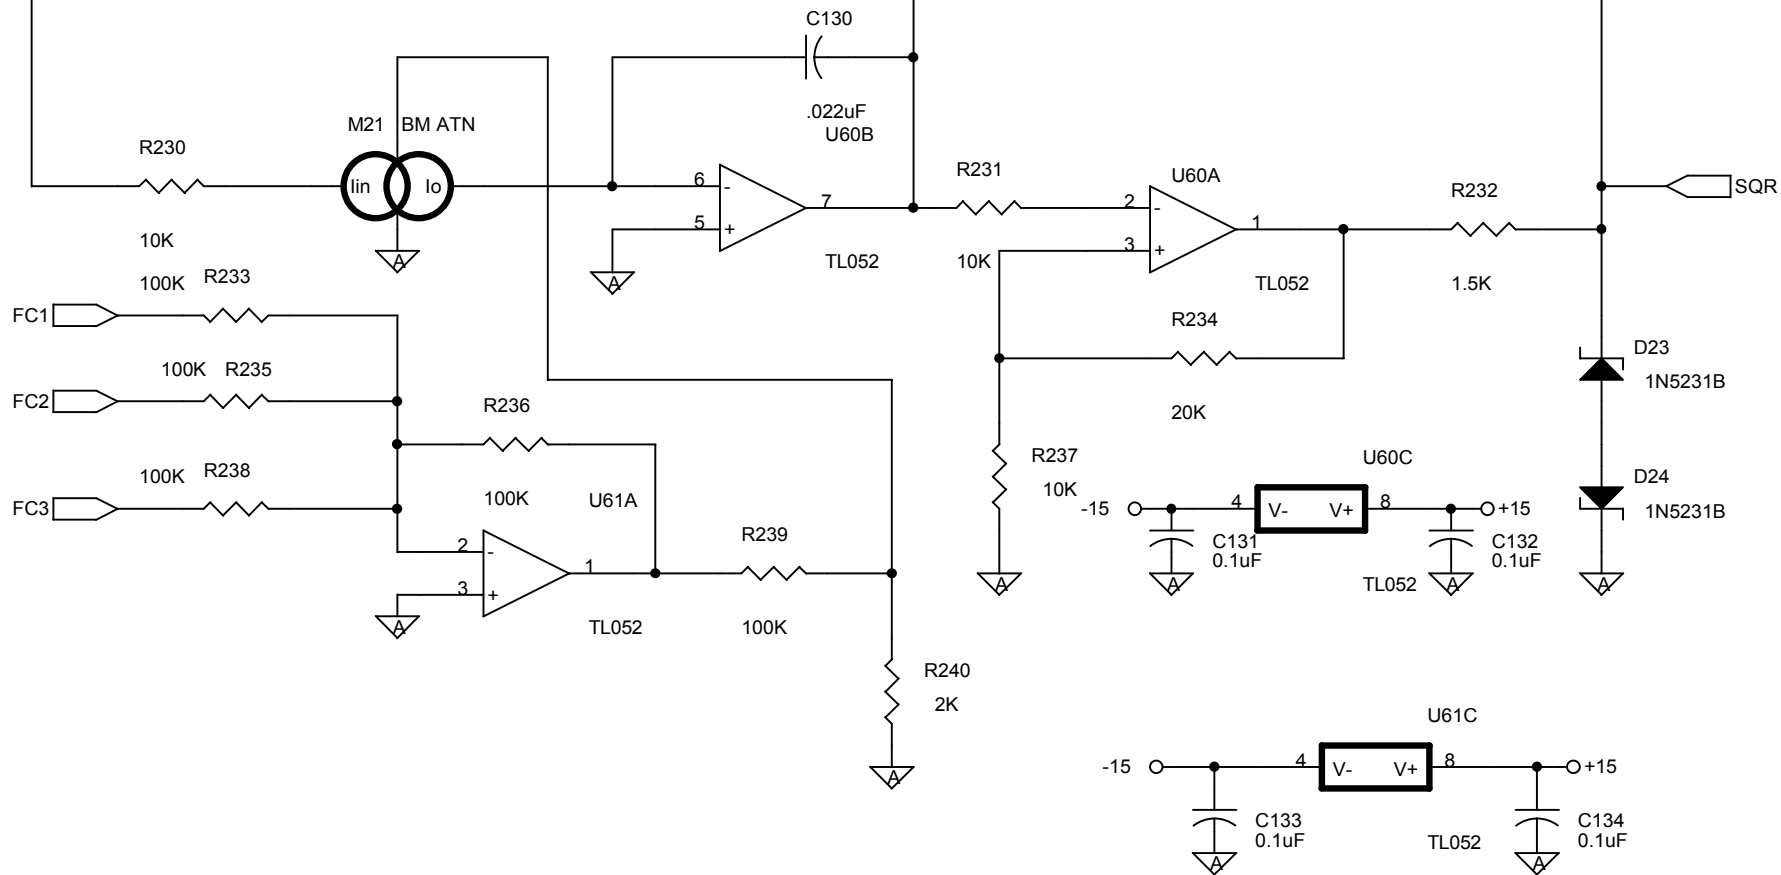 C130
.022uF
U60B
M21 BM ATN
R230
Iin Io
10K
A
6 -
5 +
7
TL052
A
R231
10K
U60A
2 -
3 +
1
TL052
R232
1.5K
SQR
100K R233
FC1
100K R235
FC2
100K R238
FC3
R236
100K
U61A
2 -
3 +
1
TL052
A
R239
100K
R240
2K
A
R234
20K
R237
10K
A
D23
1N5231B
D24
1N5231B
A
U60C
-15 4 V- V+ 8 +15
C131
0.1uF
C132
0.1uF
TL052
A A
U61C
-15 4 V- V+ 8 +15
C133
0.1uF
C134
0.1uF
TL052
A A